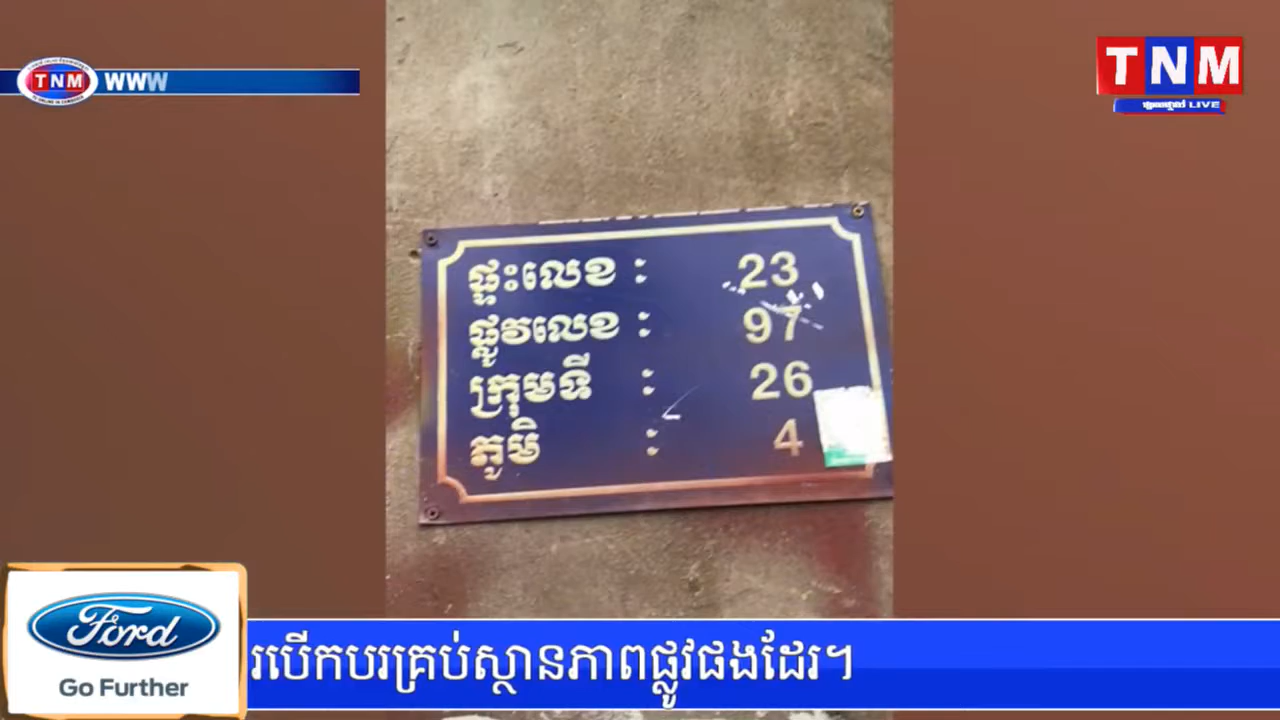 TNM
WWW
TNM
LIVE
ផ្ទះលេខ : 23
ផ្លូវលេខ : 97
ក្រុមទី : 26
ភូមិ : 4
Ford
Go Further
របើកបរគ្រប់ស្ថានភាពផ្លូវផងដែរ។